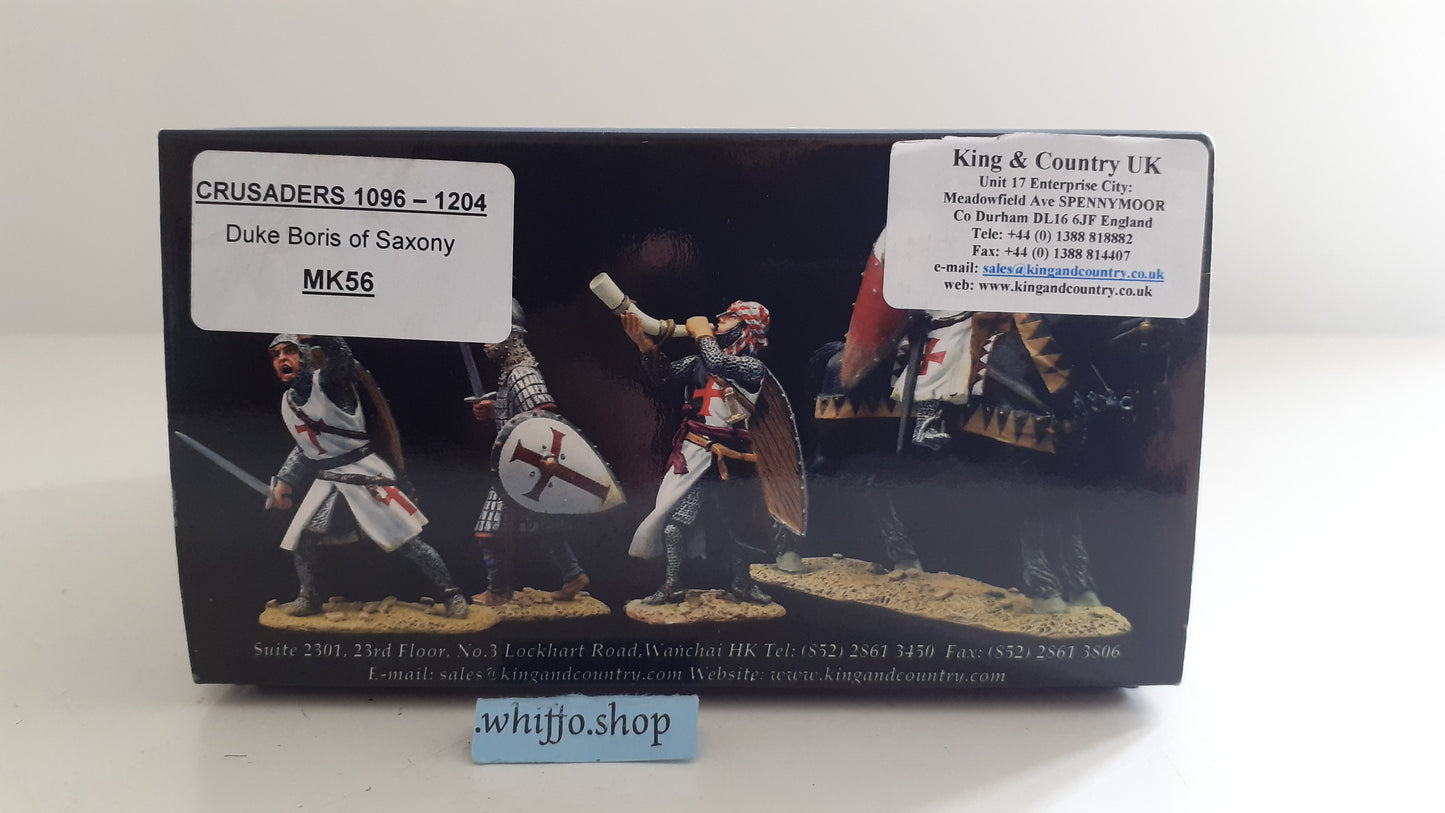 CRUSADERS 1096 – 1204
Duke Boris of Saxony
MK56
King & Country UK
Unit 17 Enterprise City:
Meadowfield Ave SPENNYMOOR
Co Durham DL16 6JF England
Tele: +44 (0) 1388 818882
Fax: +44 (0) 1388 814407
e-mail: sales@kingandcountry.co.uk
web: www.kingandcountry.co.uk
Suite 2301, 23rd Floor, No.3 Lockhart Road,Wanchai HK Tel: (852) 2861 3450 Fax: (852) 2861 3806
E-mail: sales@kingandcountry.com Website: www.kingandcountry.com
.whiffo.shop